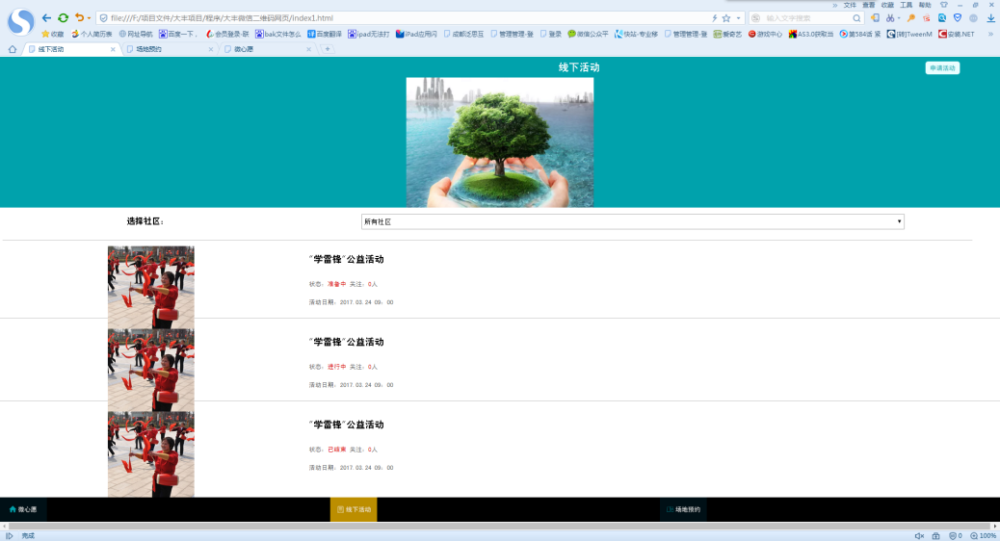 » 文件 查看 收藏 工具 帮助
file:///F:/项目文件/大丰项目/程序/大丰微信二维码网页/index1.html
输入文字搜索
收藏 个人简历表 网址导航 百度一下， 会员登录-联 bak文件怎么 百度翻译 ipad无法打 iPad应用闪 成都泛思互 管理管理-登 登录 微信公众平 快站-专业移 管理管理-登 爱奇艺 游戏中心 AS3.0获取当 第584话 紧 [转]TweenM 安装.NET »
线下活动 场地预约 微心愿
线下活动
申请活动
选择社区：
所有社区
“学雷锋”公益活动
状态：准备中 关注：0人
活动日期：2017.03.24 09：00
“学雷锋”公益活动
状态：进行中 关注：0人
活动日期：2017.03.24 09：00
“学雷锋”公益活动
状态：已结束 关注：0人
活动日期：2017.03.24 09：00
微心愿 线下活动 场地预约
完成
0 100%